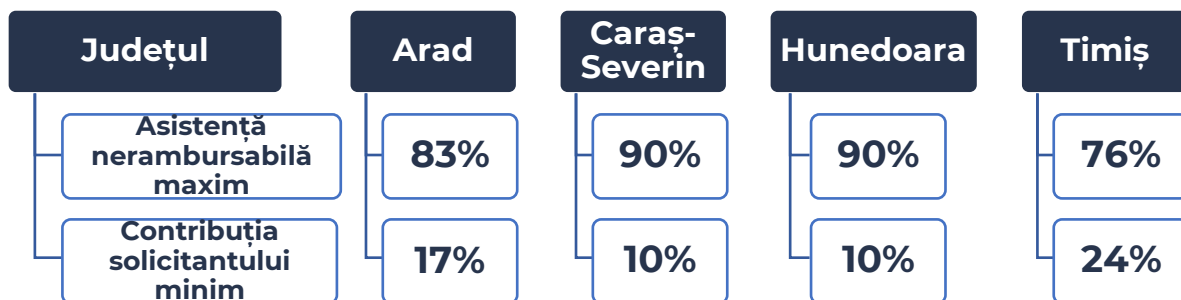 Județul
Arad
Caraș-
Severin
Hunedoara
Timiș
Asistență
nerambursabilă
maxim
83%
90%
90%
76%
Contribuția
solicitantului
minim
17%
10%
10%
24%